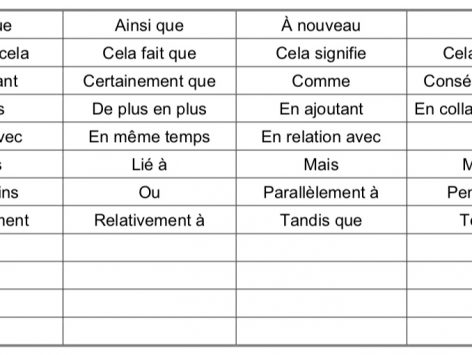 ue Ainsi que À nouveau
cela Cela fait que Cela signifie Cela
ant Certainement que Comme Consé
s De plus en plus En ajoutant En colla
vec En même temps En relation avec
s Lié à Mais M
ins Ou Parallèlement à Per
ment Relativement à Tandis que